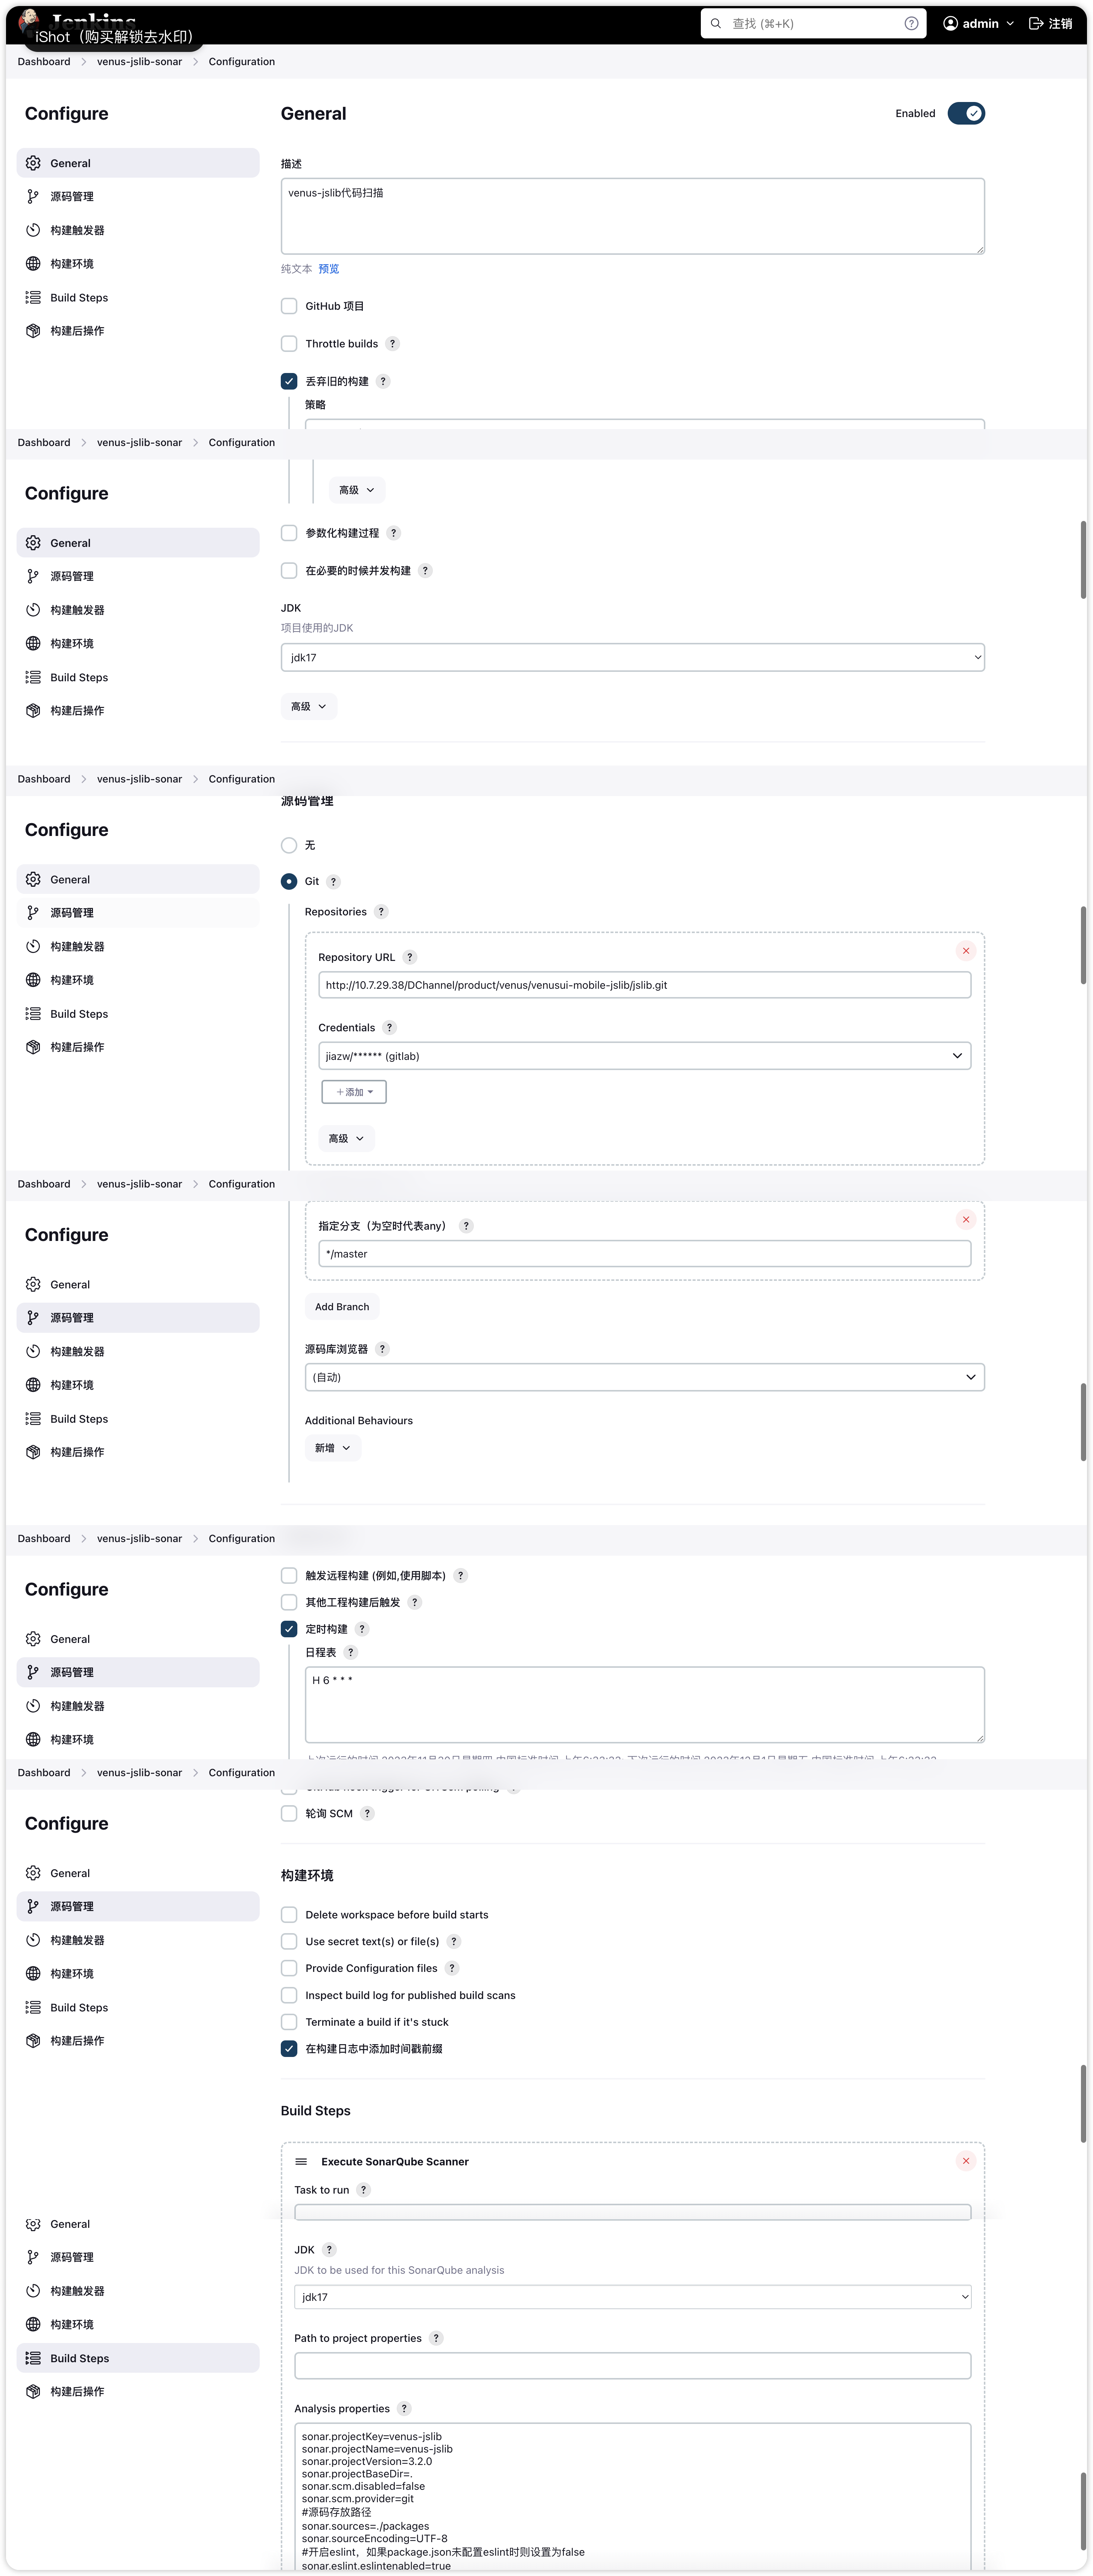 Jenkins
iShot（购买解锁去水印）
查找 (⌘+K)
admin
注销
Dashboard venus-jslib-sonar Configuration
Configure
General
源码管理
构建触发器
构建环境
Build Steps
构建后操作
General
Enabled
描述
venus-jslib代码扫描
纯文本 预览
GitHub 项目
Throttle builds ?
丢弃旧的构建 ?
策略
Dashboard venus-jslib-sonar Configuration
Configure
General
源码管理
构建触发器
构建环境
Build Steps
构建后操作
高级
参数化构建过程 ?
在必要的时候并发构建 ?
JDK
项目使用的JDK
jdk17
高级
Dashboard venus-jslib-sonar Configuration
Configure
General
源码管理
构建触发器
构建环境
Build Steps
构建后操作
源码管理
无
Git ?
Repositories ?
Repository URL ?
http://10.7.29.38/DChannel/product/venus/venusui-mobile-jslib/jslib.git
Credentials ?
jiazw/****** (gitlab)
+添加
高级
Dashboard venus-jslib-sonar Configuration
Configure
General
源码管理
构建触发器
构建环境
Build Steps
构建后操作
指定分支（为空时代表any） ?
*/master
Add Branch
源码库浏览器 ?
(自动)
Additional Behaviours
新增
Dashboard venus-jslib-sonar Configuration
Configure
General
源码管理
构建触发器
构建环境
触发远程构建 (例如,使用脚本) ?
其他工程构建后触发 ?
定时构建 ?
日程表 ?
H 6 * * *
Dashboard venus-jslib-sonar Configuration
Configure
General
源码管理
构建触发器
构建环境
Build Steps
构建后操作
轮询 SCM ?
构建环境
Delete workspace before build starts
Use secret text(s) or file(s) ?
Provide Configuration files ?
Inspect build log for published build scans
Terminate a build if it's stuck
在构建日志中添加时间戳前缀
Build Steps
Execute SonarQube Scanner
Task to run ?
General
源码管理
构建触发器
构建环境
Build Steps
构建后操作
JDK ?
JDK to be used for this SonarQube analysis
jdk17
Path to project properties ?
Analysis properties ?
sonar.projectKey=venus-jslib
sonar.projectName=venus-jslib
sonar.projectVersion=3.2.0
sonar.projectBaseDir=.
sonar.scm.disabled=false
sonar.scm.provider=git
#源码存放路径
sonar.sources=./packages
sonar.sourceEncoding=UTF-8
#开启eslint，如果package.json未配置eslint时则设置为false
sonar.eslint.eslintenabled=true